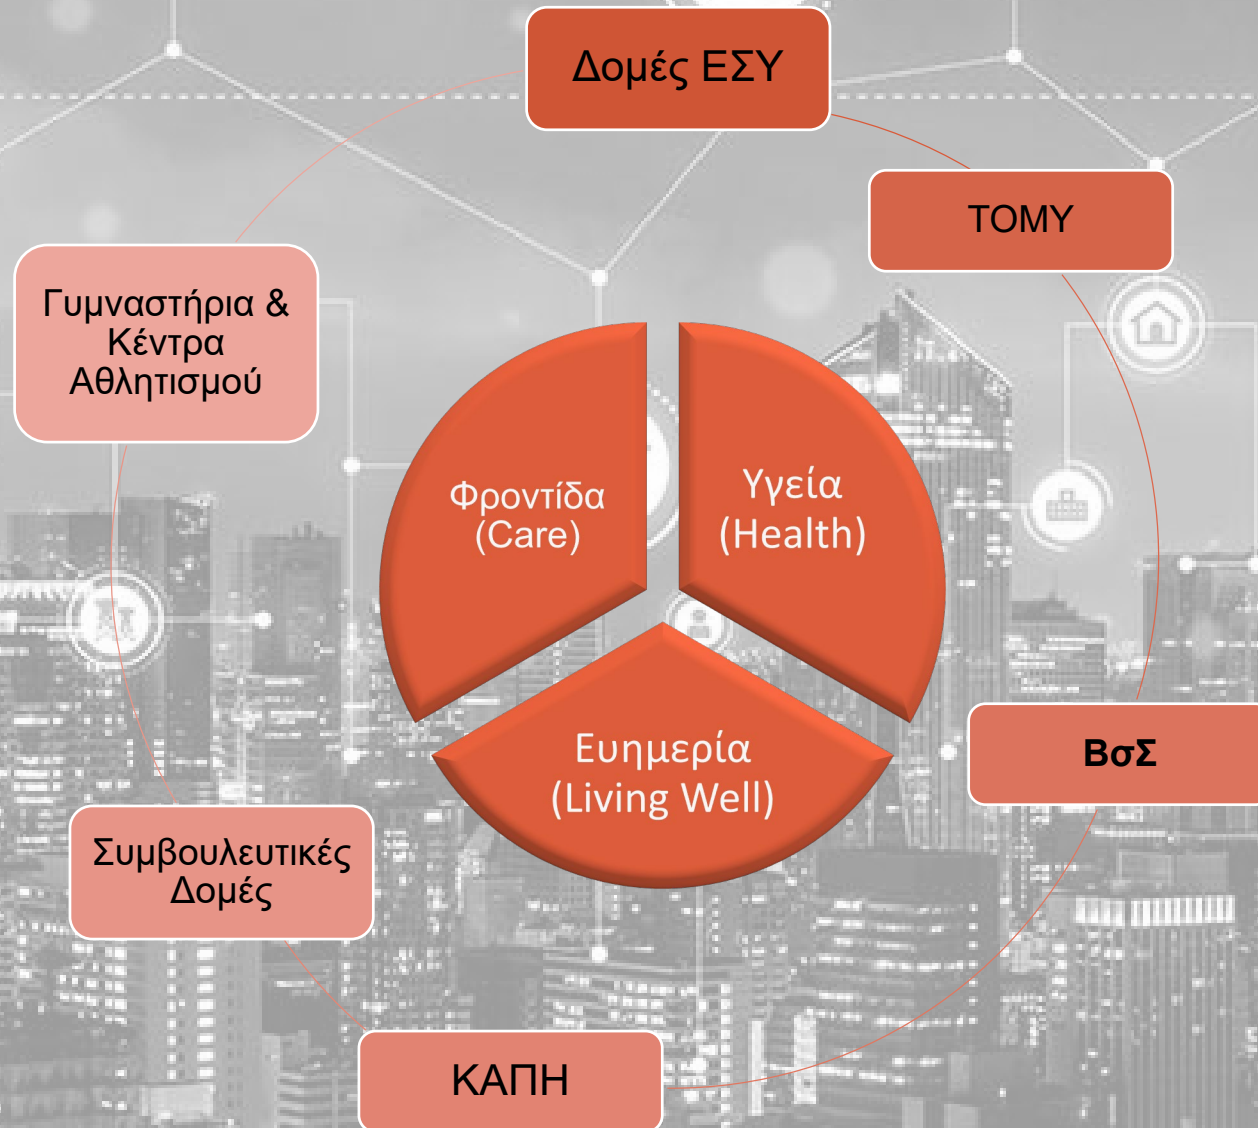 Δομές ΕΣΥ
ΤΟΜΥ
Γυμναστήρια &
Κέντρα
Αθλητισμού
Φροντίδα
(Care)
Υγεία
(Health)
Ευημερία
(Living Well)
ΒσΣ
Συμβουλευτικές
Δομές
ΚΑΠΗ